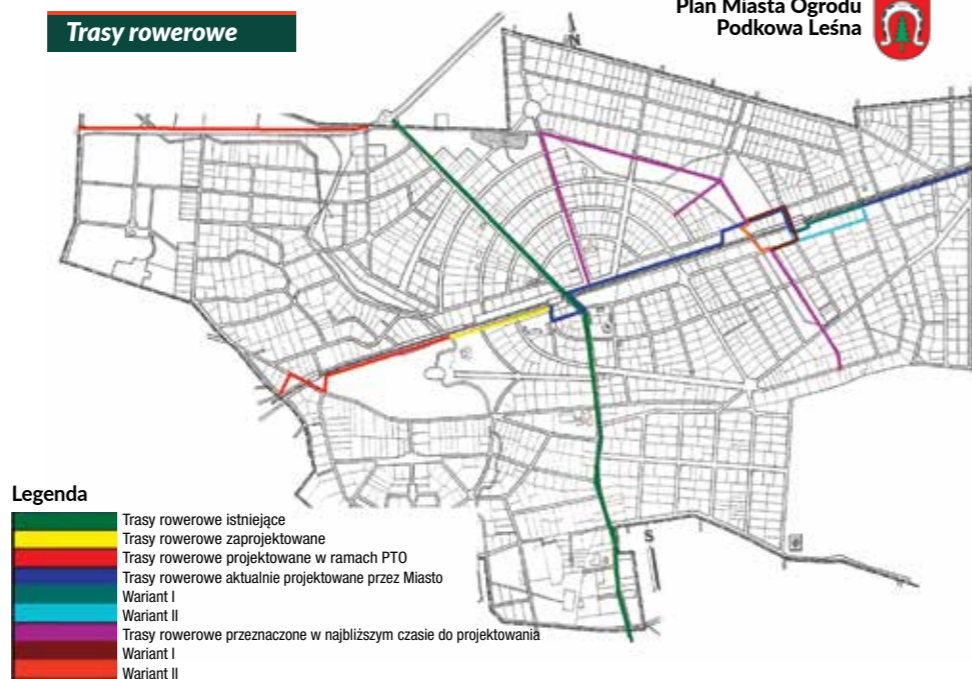 Trasy rowerowe
Plan Miasta Ogrodu
Podkowa Leśna
N
S
Legenda
Trasy rowerowe istniejące
Trasy rowerowe zaprojektowane
Trasy rowerowe projektowane w ramach PTO
Trasy rowerowe aktualnie projektowane przez Miasto
Wariant I
Wariant II
Trasy rowerowe przeznaczone w najbliższym czasie do projektowania
Wariant I
Wariant II